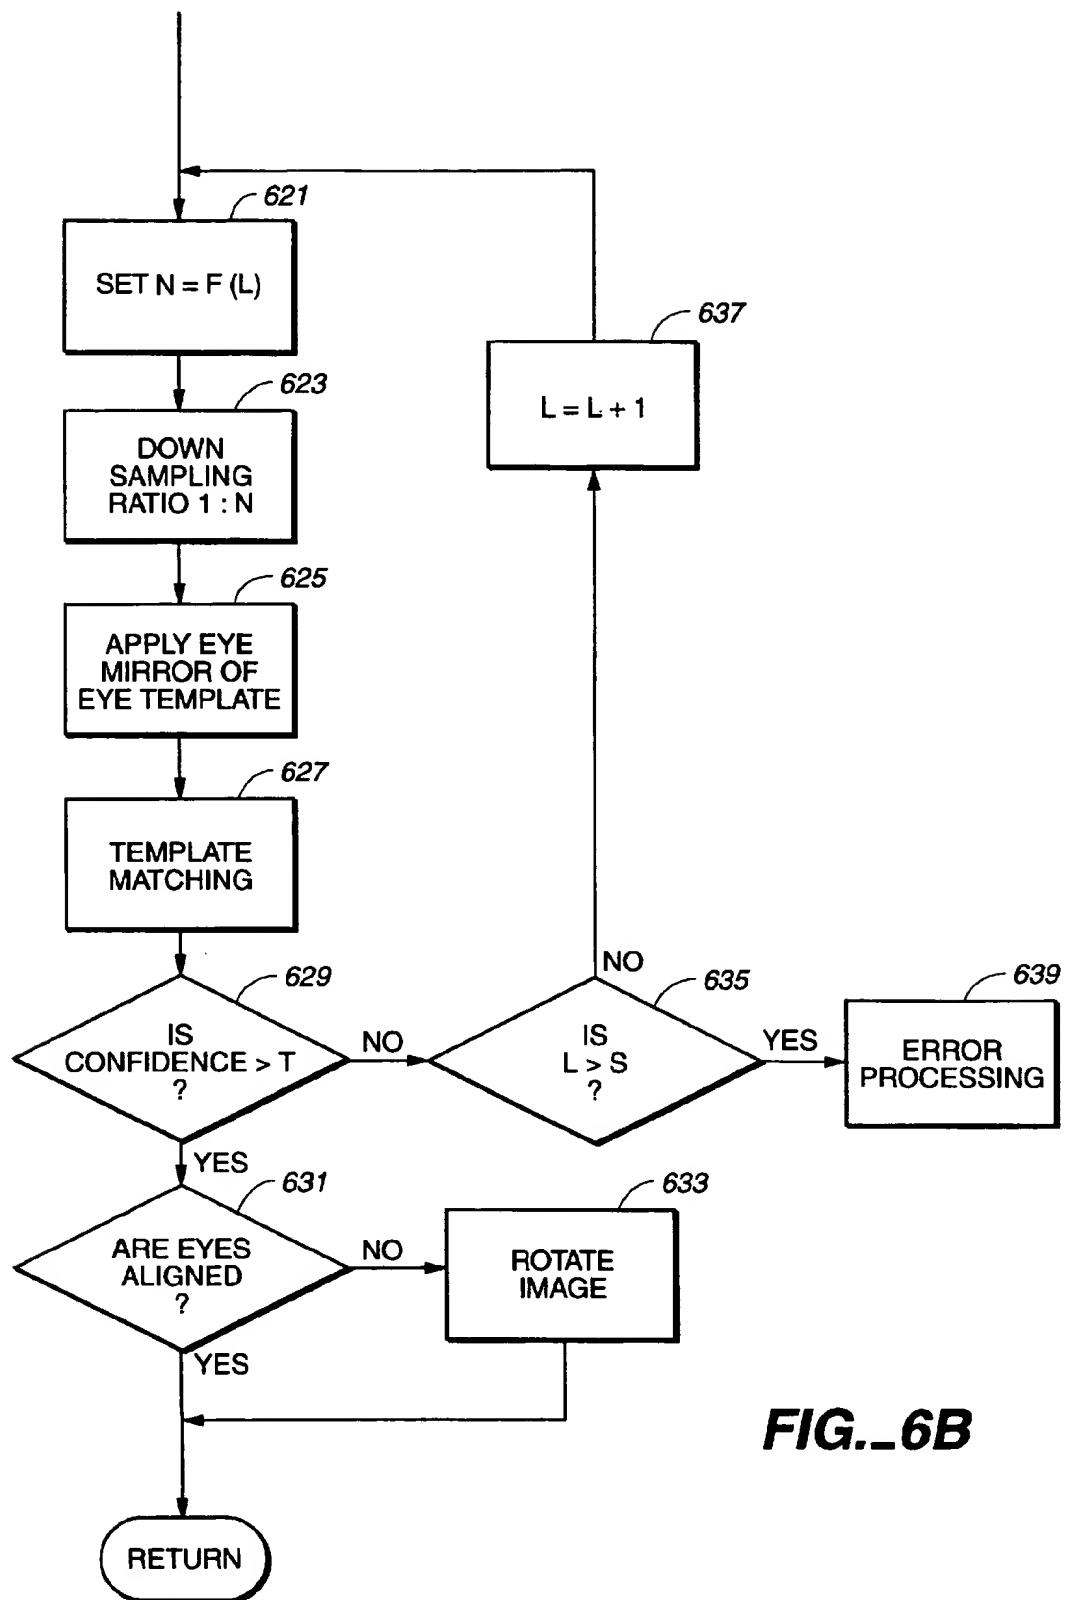 621
SET N = F (L)
637
L = L + 1
623
DOWN
SAMPLING
RATIO 1 : N
625
APPLY EYE
MIRROR OF
EYE TEMPLATE
627
TEMPLATE
MATCHING
629
IS
CONFIDENCE > T
?
NO
NO
635
IS
L > S
?
YES
639
ERROR
PROCESSING
YES
631
ARE EYES
ALIGNED
?
NO
633
ROTATE
IMAGE
YES
FIG._6B
RETURN